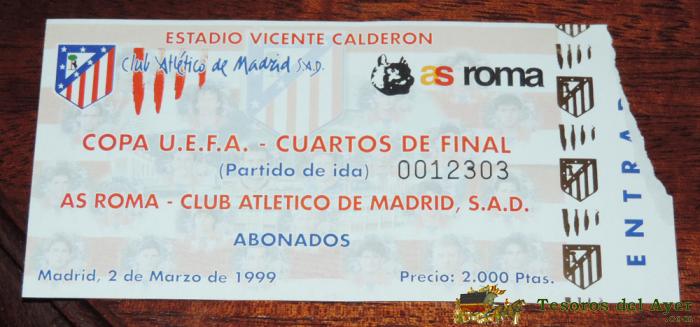 ESTADIO VICENTE CALDERON
Club Atlético de Madrid S.A.D.
as roma
COPA U.E.F.A. - CUARTOS DE FINAL
(Partido de ida) 0012303
AS ROMA - CLUB ATLETICO DE MADRID, S.A.D.
ABONADOS
Madrid, 2 de Marzo de 1999
Precio: 2.000 Ptas.
ENTRA
Tesoros del Ayer
.com